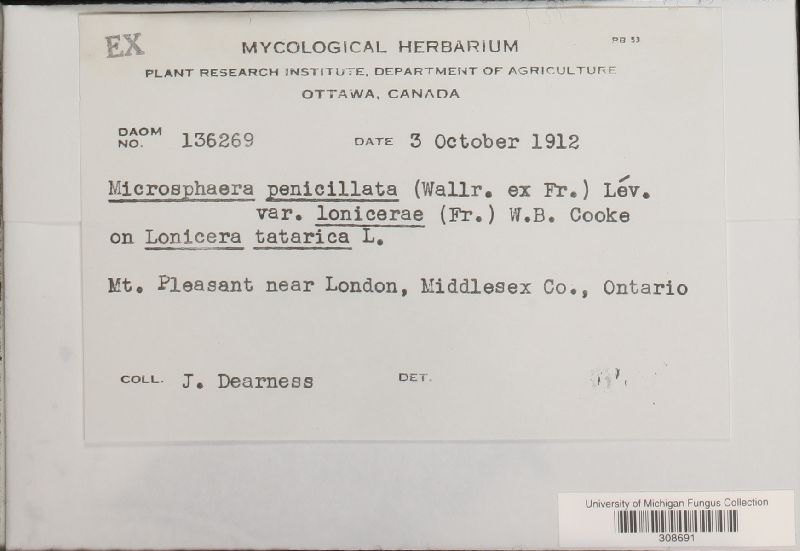 EX
MYCOLOGICAL HERBARIUM
PB 53
PLANT RESEARCH INSTITUTE, DEPARTMENT OF AGRICULTURE
OTTAWA, CANADA
DAOM NO. 136269 DATE 3 October 1912
Microsphaera penicillata (Wallr. ex Fr.) Lév.
var. lonicerae (Fr.) W.B. Cooke
on Lonicera tatarica L.
Mt. Pleasant near London, Middlesex Co., Ontario
COLL. J. Dearness DET.
University of Michigan Fungus Collection
308691